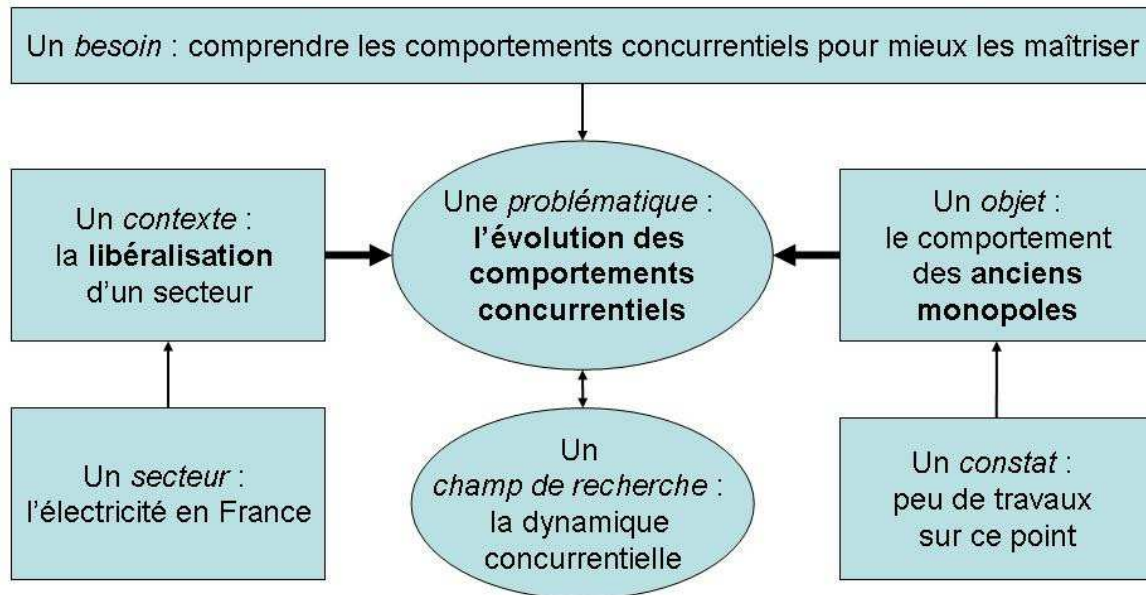 Un besoin : comprendre les comportements concurrentiels pour mieux les maîtriser
Un contexte :
la libéralisation
d'un secteur
Une problématique :
l'évolution des
comportements
concurrentiels
Un objet :
le comportement
des anciens
monopoles
Un secteur :
l'électricité en France
Un
champ de recherche :
la dynamique
concurrentielle
Un constat :
peu de travaux
sur ce point